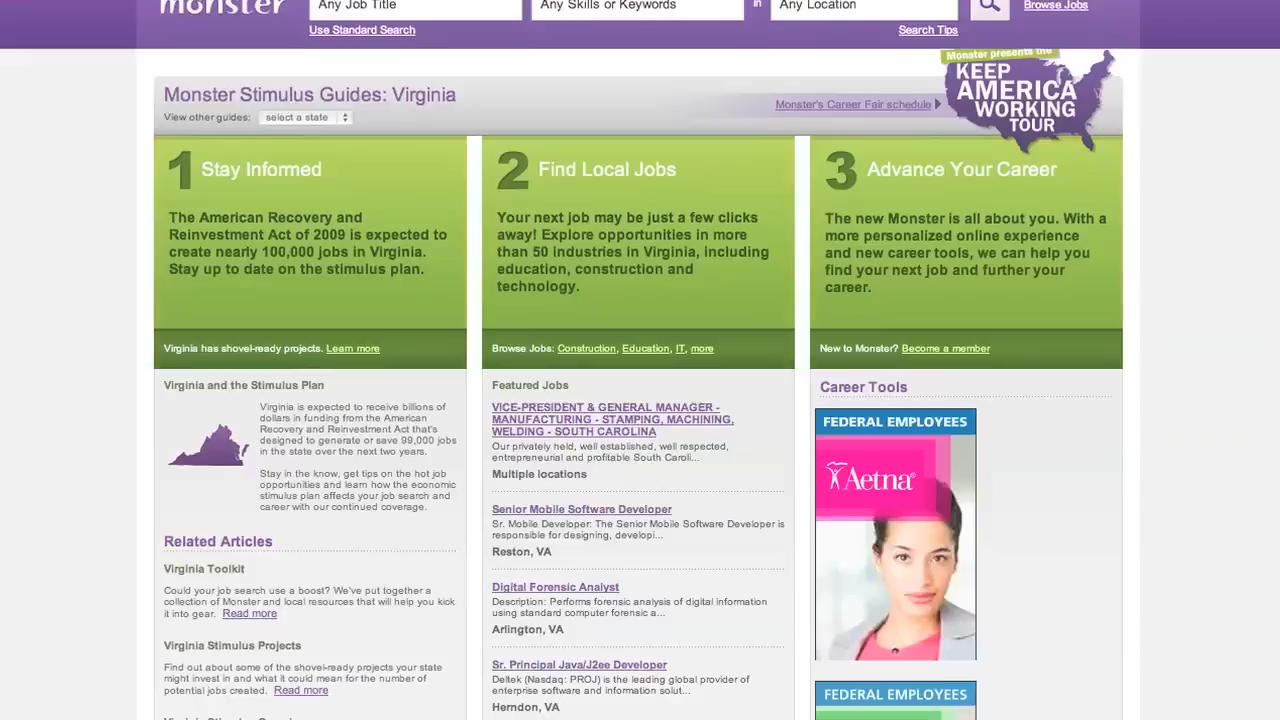 monster
Any Job Title
Any Skills or Keywords
in
Any Location
Browse Jobs
Use Standard Search
Search Tips
Monster presents the
KEEP
AMERICA
WORKING
TOUR
Monster Stimulus Guides: Virginia
View other guides:
select a state
Monster's Career Fair schedule
1 Stay Informed
The American Recovery and
Reinvestment Act of 2009 is expected to
create nearly 100,000 jobs in Virginia.
Stay up to date on the stimulus plan.
Virginia has shovel-ready projects. Learn more
Virginia and the Stimulus Plan
Virginia is expected to receive billions of
dollars in funding from the American
Recovery and Reinvestment Act that's
designed to generate or save 99,000 jobs
in the state over the next two years.
Stay in the know, get tips on the hot job
opportunities and learn how the economic
stimulus plan affects your job search and
career with our continued coverage.
Related Articles
Virginia Toolkit
Could your job search use a boost? We've put together a
collection of Monster and local resources that will help you kick
it into gear. Read more
Virginia Stimulus Projects
Find out about some of the shovel-ready projects your state
might invest in and what it could mean for the number of
potential jobs created. Read more
2 Find Local Jobs
Your next job may be just a few clicks
away! Explore opportunities in more
than 50 industries in Virginia, including
education, construction and
technology.
Browse Jobs: Construction, Education, IT, more
Featured Jobs
VICE-PRESIDENT & GENERAL MANAGER -
MANUFACTURING - STAMPING, MACHINING,
WELDING - SOUTH CAROLINA
Our privately held, well established, well respected,
entrepreneurial and profitable South Caroli...
Multiple locations
Senior Mobile Software Developer
Sr. Mobile Developer: The Senior Mobile Software Developer is
responsible for designing, developi...
Reston, VA
Digital Forensic Analyst
Description: Performs forensic analysis of digital information
using standard computer forensic a...
Arlington, VA
Sr. Principal Java/J2ee Developer
Deltek (Nasdaq: PROJ) is the leading global provider of
enterprise software and information solut...
Herndon, VA
3 Advance Your Career
The new Monster is all about you. With a
more personalized online experience
and new career tools, we can help you
find your next job and further your
career.
New to Monster? Become a member
Career Tools
FEDERAL EMPLOYEES
Aetna®
FEDERAL EMPLOYEES